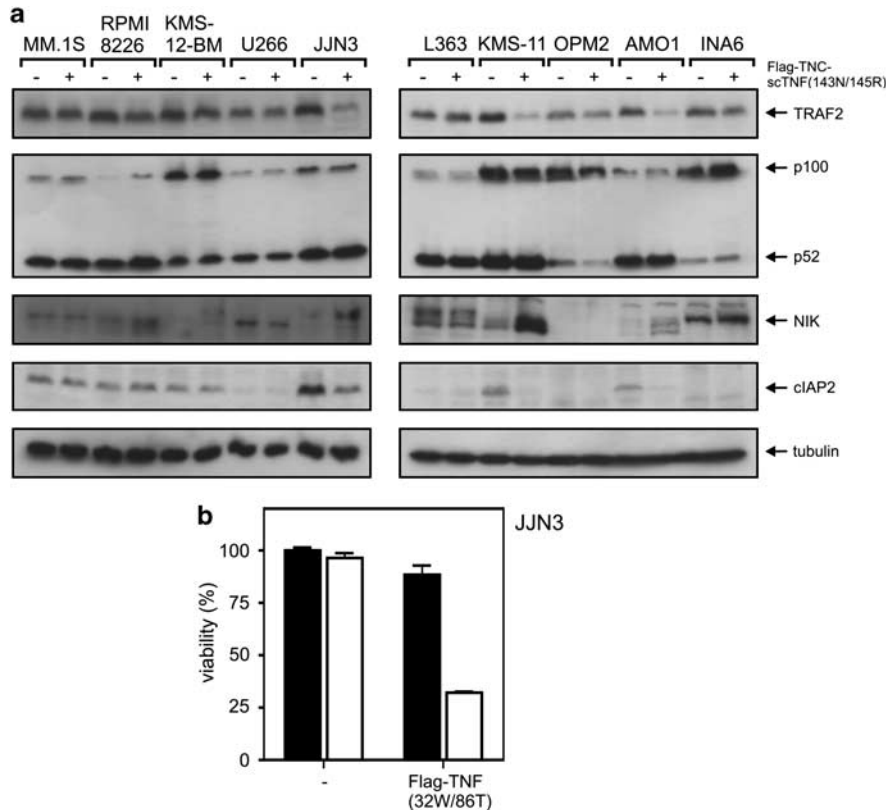 a
MM.1S RPMI 8226 KMS-12-BM U266 JJN3
L363 KMS-11 OPM2 AMO1 INA6
- + - + - + - + - +
- + - + - + - + - +
Flag-TNC-
scTNF(143N/145R)
TRAF2
p100
p52
NIK
cIAP2
tubulin
b
JJN3
viability (%)
100
75
50
25
0
-
Flag-TNF
(32W/86T)